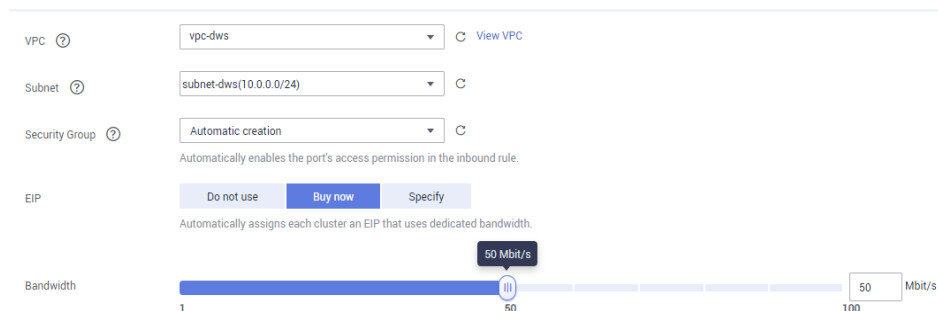 VPC ? vpc-dws View VPC
Subnet ? subnet-dws(10.0.0.0/24)
Security Group ? Automatic creation
Automatically enables the port's access permission in the inbound rule.
EIP Do not use Buy now Specify
Automatically assigns each cluster an EIP that uses dedicated bandwidth.
50 Mbit/s
Bandwidth 50 Mbit/s
1 50 100